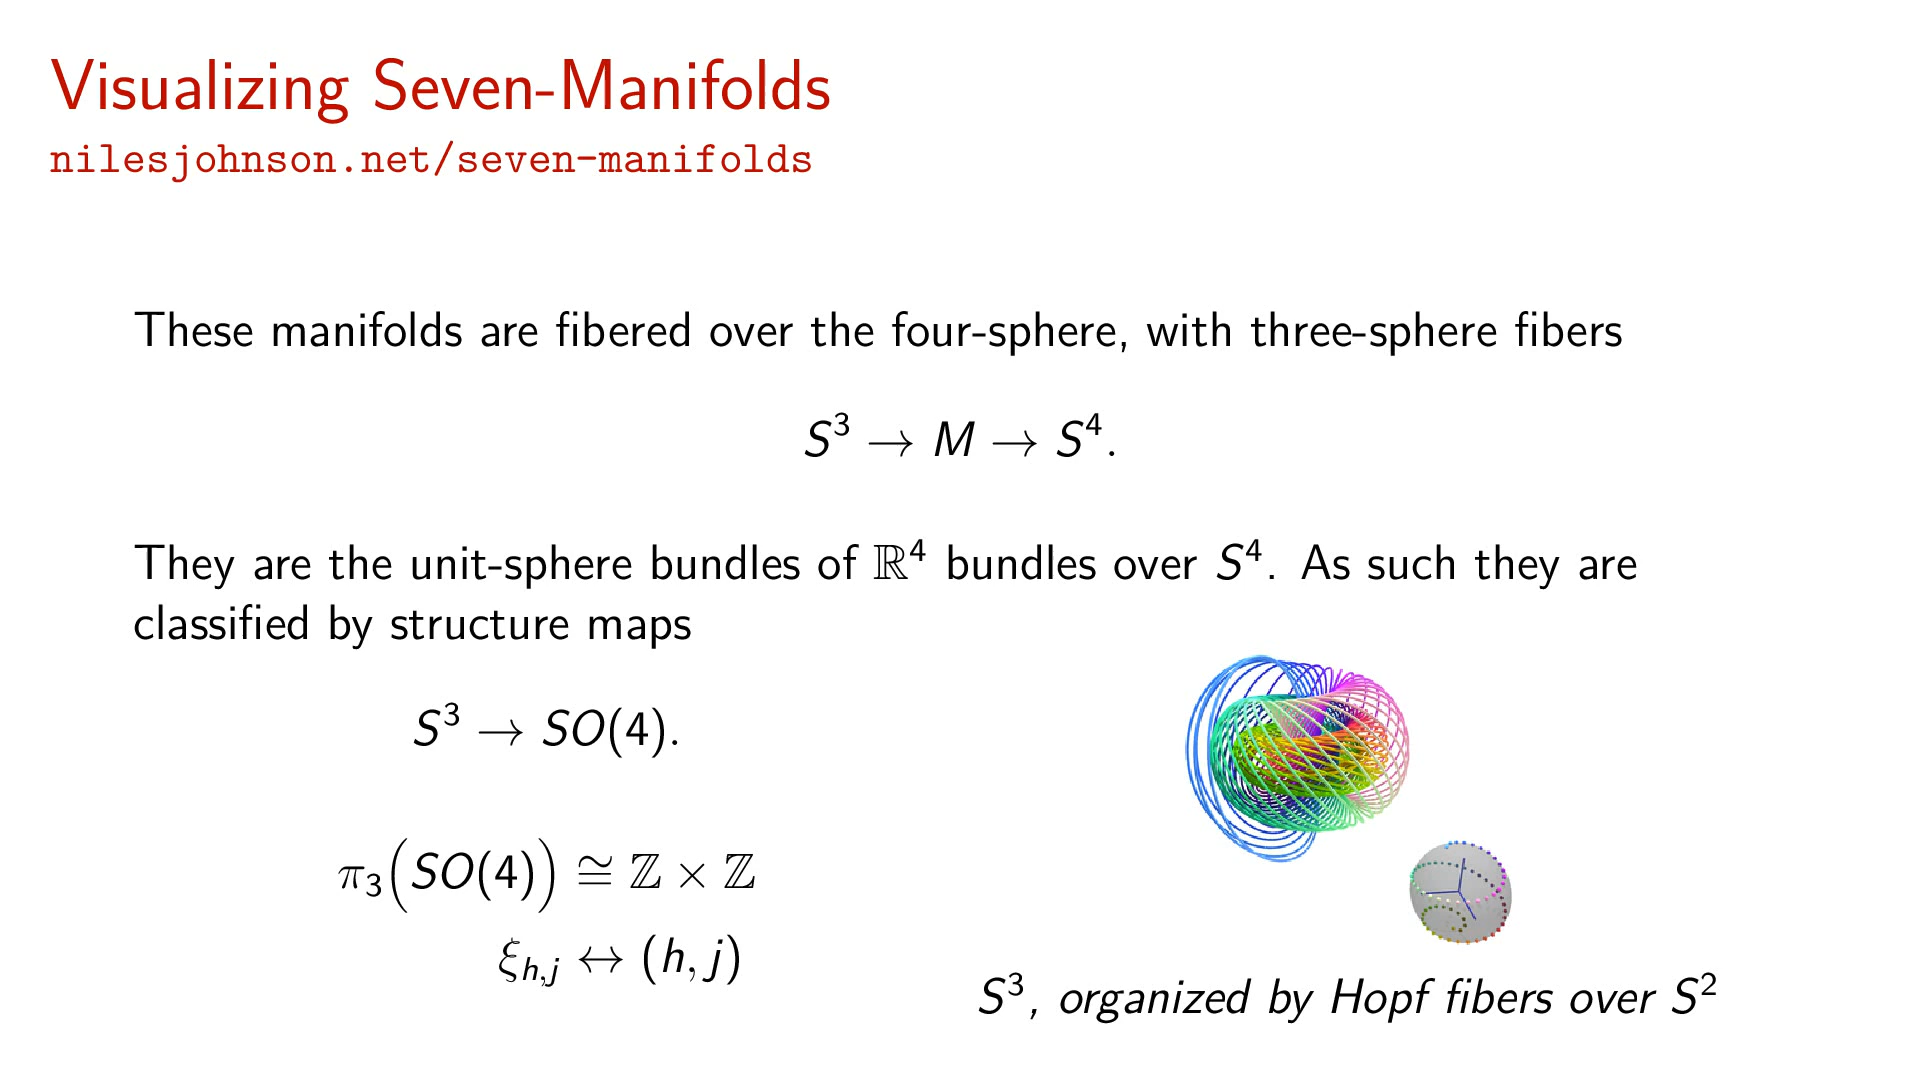 Visualizing Seven-Manifolds
nilesjohnson.net/seven-manifolds
These manifolds are fibered over the four-sphere, with three-sphere fibers
S³ → M → S⁴.
They are the unit-sphere bundles of ℝ⁴ bundles over S⁴. As such they are
classified by structure maps
S³ → SO(4).
π₃(SO(4)) ≅ ℤ × ℤ
ξ_{h,j} ↔ (h, j)
S³, organized by Hopf fibers over S²